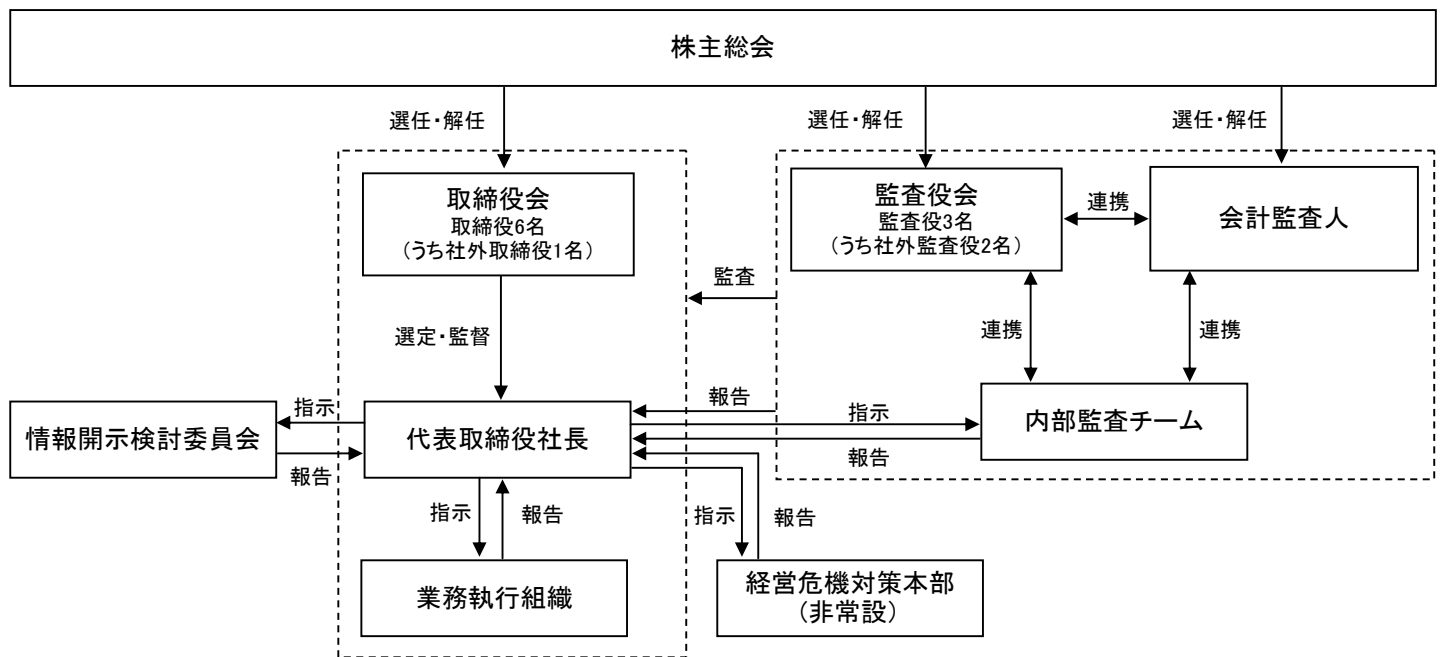 株主総会
選任・解任
選任・解任
選任・解任
取締役会
取締役6名
（うち社外取締役1名）
監査役会
監査役3名
（うち社外監査役2名）
連携
会計監査人
監査
選定・監督
連携
連携
情報開示検討委員会
指示
報告
代表取締役社長
報告
指示
報告
内部監査チーム
指示
報告
指示
報告
業務執行組織
経営危機対策本部
（非常設）